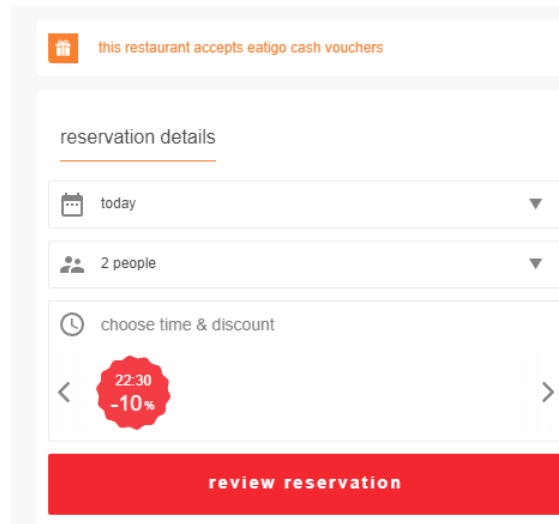 this restaurant accepts eatigo cash vouchers
reservation details
today
2 people
choose time & discount
22:30
-10%
review reservation